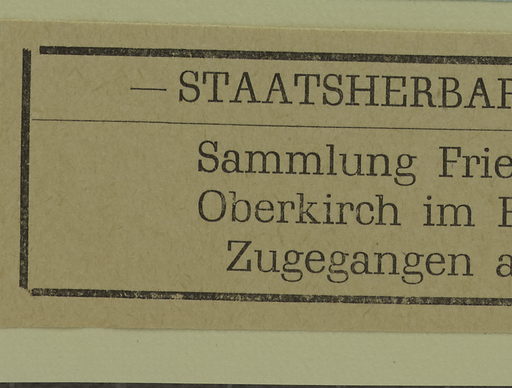 — STAATSHERBAR
Sammlung Frie
Oberkirch im
Zugegangen a